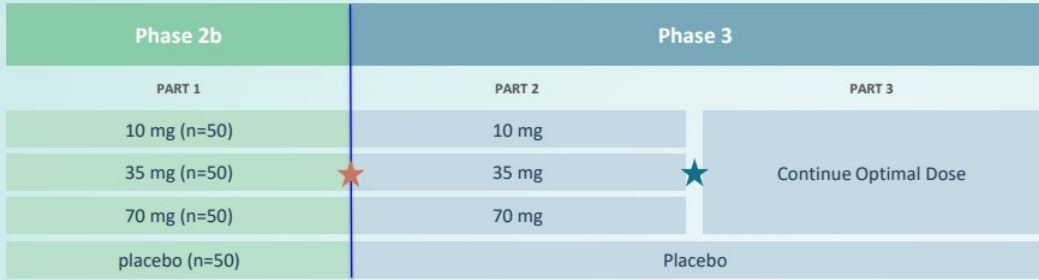 Phase 2b
Phase 3
PART 1
PART 2
PART 3
10 mg (n=50)
10 mg
35 mg (n=50)
35 mg
Continue Optimal Dose
70 mg (n=50)
70 mg
placebo (n=50)
Placebo